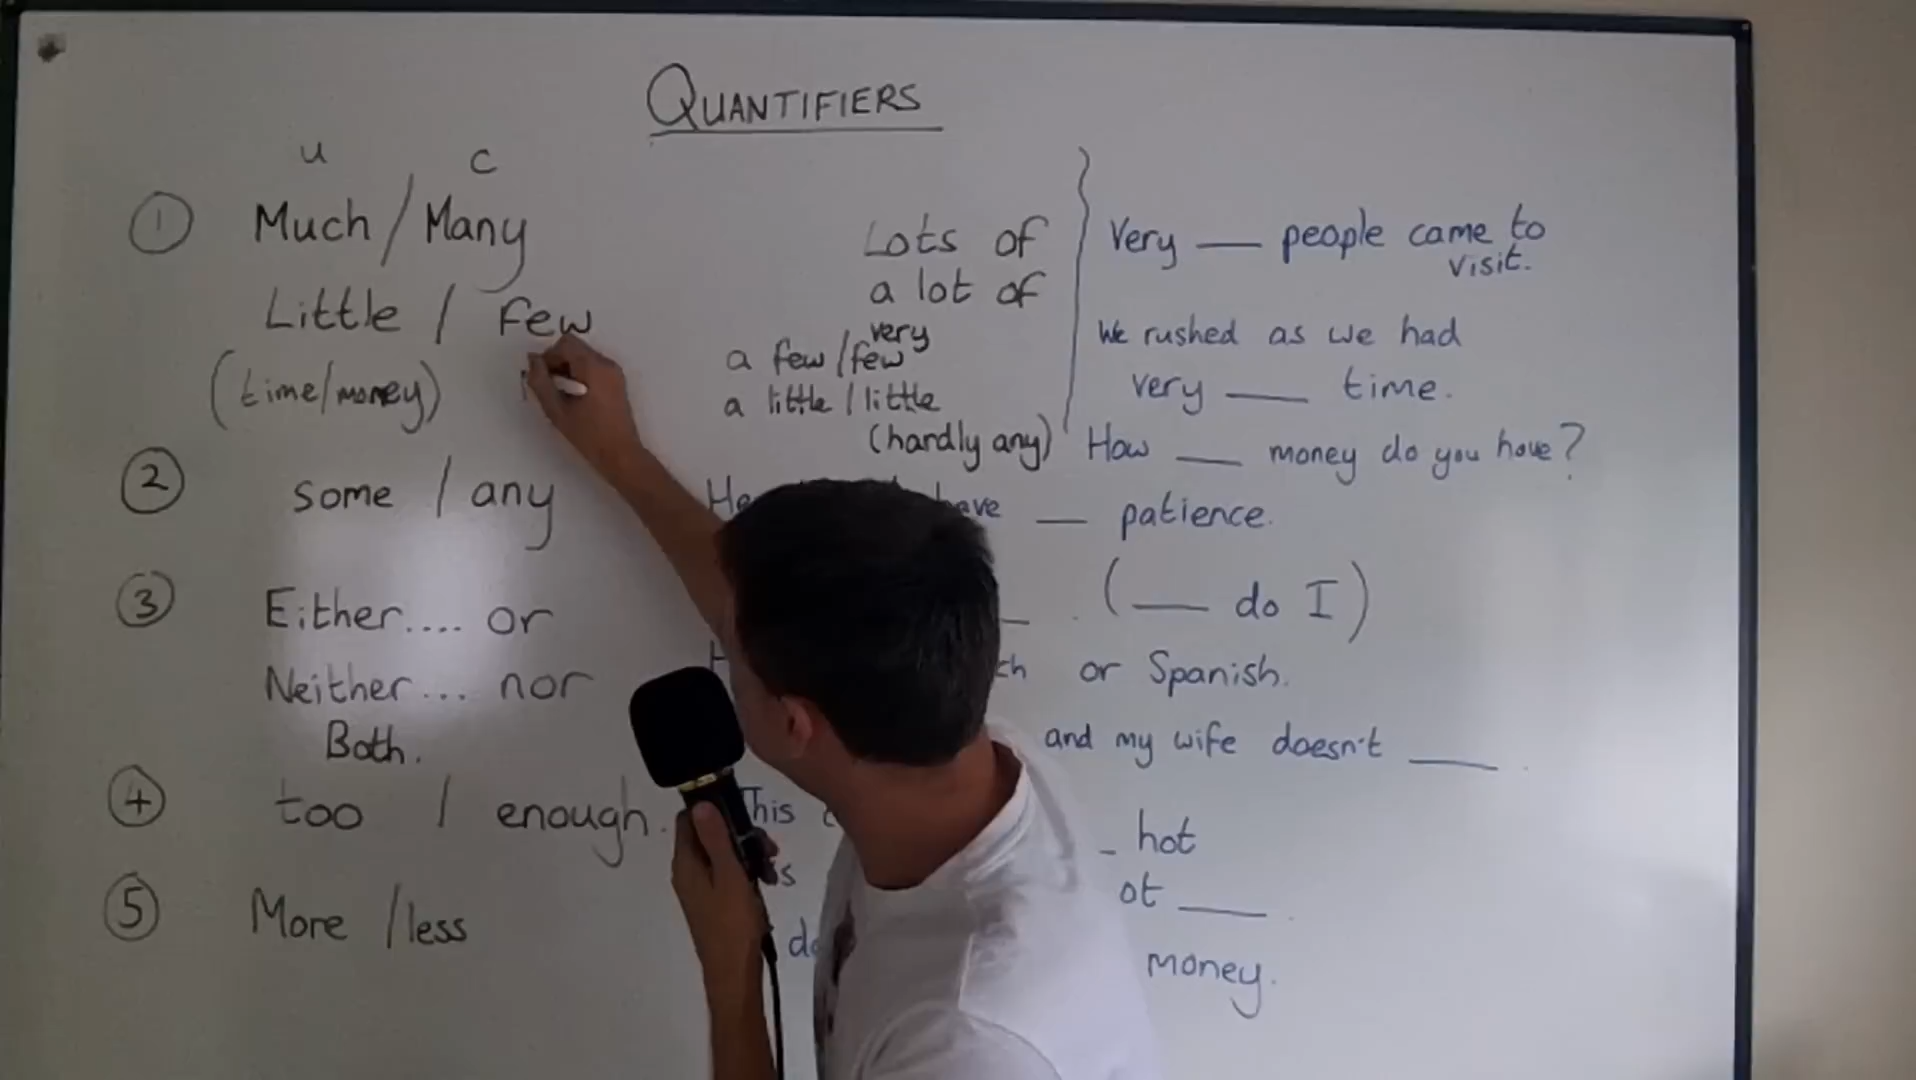 QUANTIFIERS
u c
① Much / Many
Little / Few
(time/money)
② some / any
③ Either.... or
Neither... nor
Both.
④ too / enough.
⑤ More / less
Lots of
a lot of
very
a few / few
a little / little
(hardly any)
Very ___ people came to
visit.
We rushed as we had
very ___ time.
How ___ money do you have?
___ patience.
___ . (___ do I)
or Spanish.
and my wife doesn't ___ .
This
_ hot
___ .
money.